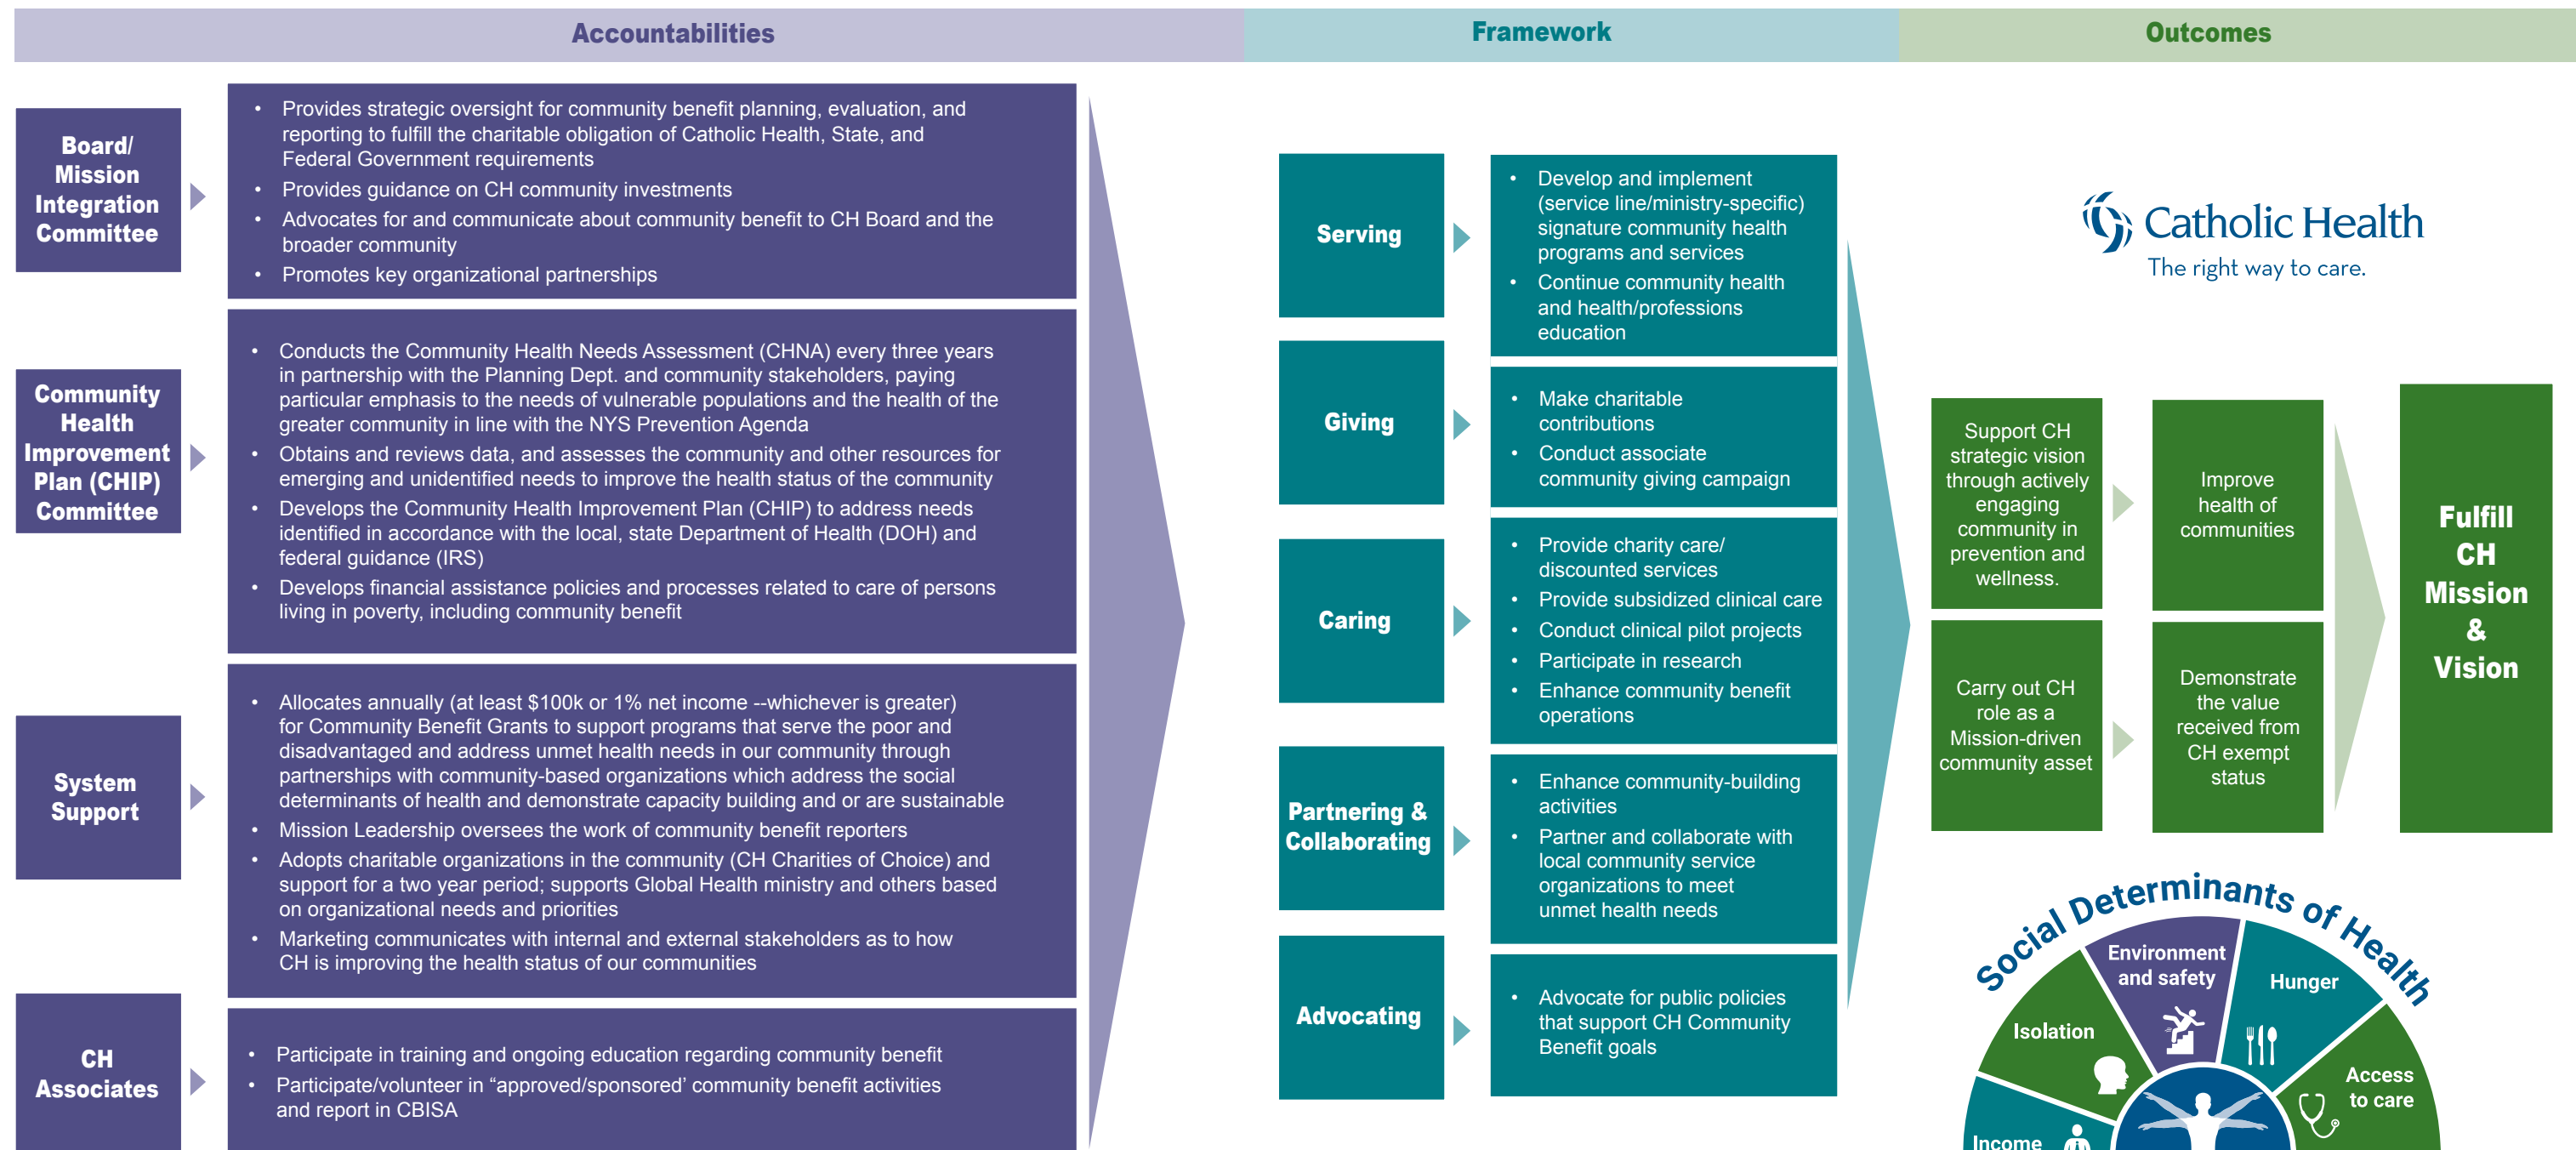 Accountabilities
Framework
Outcomes
Board/
Mission
Integration
Committee
• Provides strategic oversight for community benefit planning, evaluation, and
reporting to fulfill the charitable obligation of Catholic Health, State, and
Federal Government requirements
• Provides guidance on CH community investments
• Advocates for and communicate about community benefit to CH Board and the
broader community
• Promotes key organizational partnerships
Community
Health
Improvement
Plan (CHIP)
Committee
• Conducts the Community Health Needs Assessment (CHNA) every three years
in partnership with the Planning Dept. and community stakeholders, paying
particular emphasis to the needs of vulnerable populations and the health of the
greater community in line with the NYS Prevention Agenda
• Obtains and reviews data, and assesses the community and other resources for
emerging and unidentified needs to improve the health status of the community
• Develops the Community Health Improvement Plan (CHIP) to address needs
identified in accordance with the local, state Department of Health (DOH) and
federal guidance (IRS)
• Develops financial assistance policies and processes related to care of persons
living in poverty, including community benefit
System
Support
• Allocates annually (at least $100k or 1% net income --whichever is greater)
for Community Benefit Grants to support programs that serve the poor and
disadvantaged and address unmet health needs in our community through
partnerships with community-based organizations which address the social
determinants of health and demonstrate capacity building and or are sustainable
• Mission Leadership oversees the work of community benefit reporters
• Adopts charitable organizations in the community (CH Charities of Choice) and
support for a two year period; supports Global Health ministry and others based
on organizational needs and priorities
• Marketing communicates with internal and external stakeholders as to how
CH is improving the health status of our communities
CH
Associates
• Participate in training and ongoing education regarding community benefit
• Participate/volunteer in “approved/sponsored’ community benefit activities
and report in CBISA
Serving
• Develop and implement
(service line/ministry-specific)
signature community health
programs and services
• Continue community health
and health/professions
education
Giving
• Make charitable
contributions
• Conduct associate
community giving campaign
Caring
• Provide charity care/
discounted services
• Provide subsidized clinical care
• Conduct clinical pilot projects
• Participate in research
• Enhance community benefit
operations
Partnering &
Collaborating
• Enhance community-building
activities
• Partner and collaborate with
local community service
organizations to meet
unmet health needs
Advocating
• Advocate for public policies
that support CH Community
Benefit goals
Catholic Health
The right way to care.
Support CH
strategic vision
through actively
engaging
community in
prevention and
wellness.
Improve
health of
communities
Carry out CH
role as a
Mission-driven
community asset
Demonstrate
the value
received from
CH exempt
status
Fulfill
CH
Mission
&
Vision
Social Determinants of Health
Environment
and safety
Hunger
Isolation
Access
to care
Income